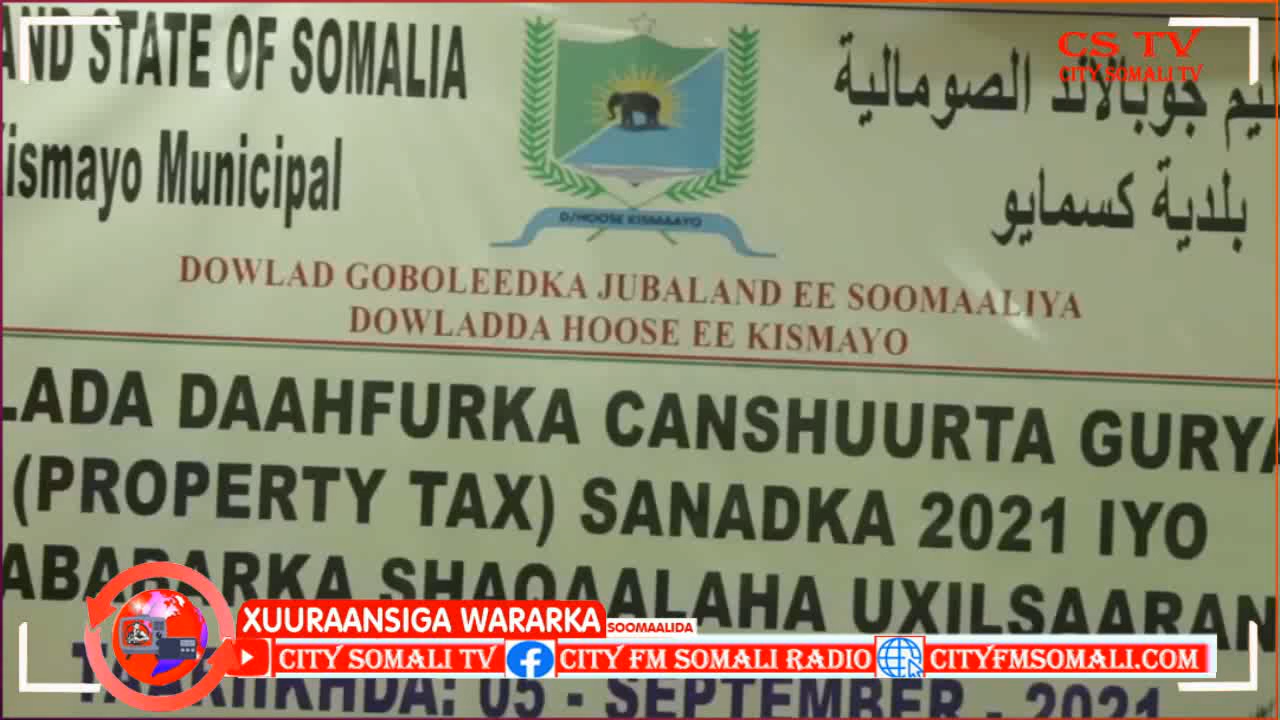 AND STATE OF SOMALIA
Kismayo Municipal
D/HOOSE KISMAAYO
جوبالاند الصومالية
بلدية كسمايو
CS TV
CITY SOMALI TV
DOWLAD GOBOLEEDKA JUBALAND EE SOOMAALIYA
DOWLADDA HOOSE EE KISMAYO
LADA DAAHFURKA CANSHUURTA GURYA
(PROPERTY TAX) SANADKA 2021 IYO
ABABARKA SHAQAALAHA UXILSAARAN
XUURAANSIGA WARARKA
SOOMAALIDA
CITY SOMALI TV CITY FM SOMALI RADIO CITYFMSOMALI.COM
05 - SEPTEMBER - 2021